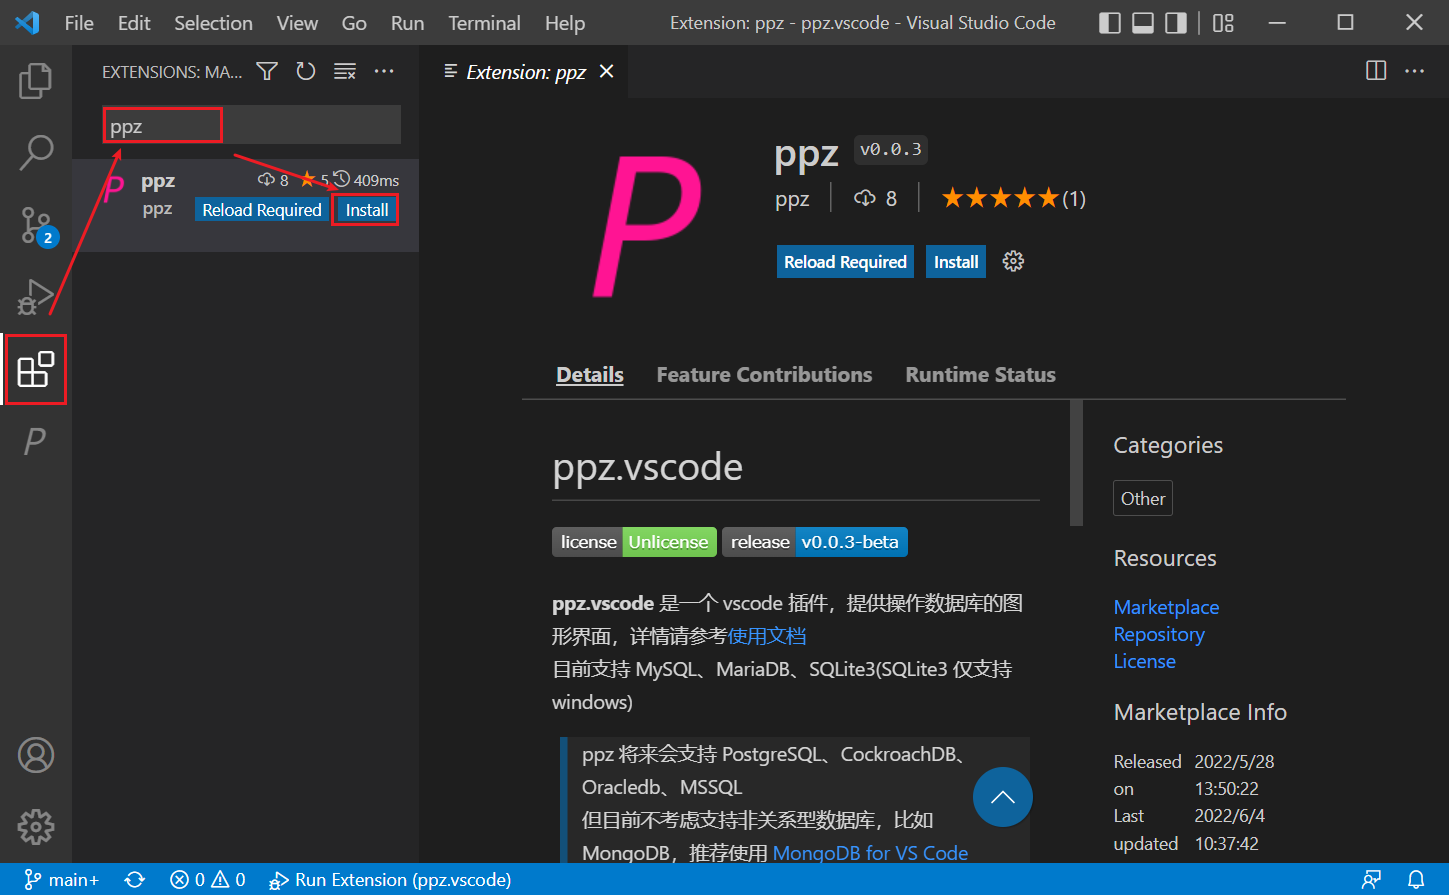 File Edit Selection View Go Run Terminal Help
Extension: ppz - ppz.vscode - Visual Studio Code
EXTENSIONS: MA...
ppz
ppz 8 5 409ms
ppz Reload Required Install
2
P
Extension: ppz
P
ppz v0.0.3
ppz 8 (1)
Reload Required Install
Details Feature Contributions Runtime Status
ppz.vscode
license Unlicense release v0.0.3-beta
ppz.vscode 是一个 vscode 插件，提供操作数据库的图
形界面，详情请参考使用文档
目前支持 MySQL、MariaDB、SQLite3(SQLite3 仅支持
windows)
ppz 将来会支持 PostgreSQL、CockroachDB、
Oracledb、MSSQL
但目前不考虑支持非关系型数据库，比如
MongoDB，推荐使用 MongoDB for VS Code
Categories
Other
Resources
Marketplace
Repository
License
Marketplace Info
Released 2022/5/28
on 13:50:22
Last 2022/6/4
updated 10:37:42
main+ 0 0 Run Extension (ppz.vscode)